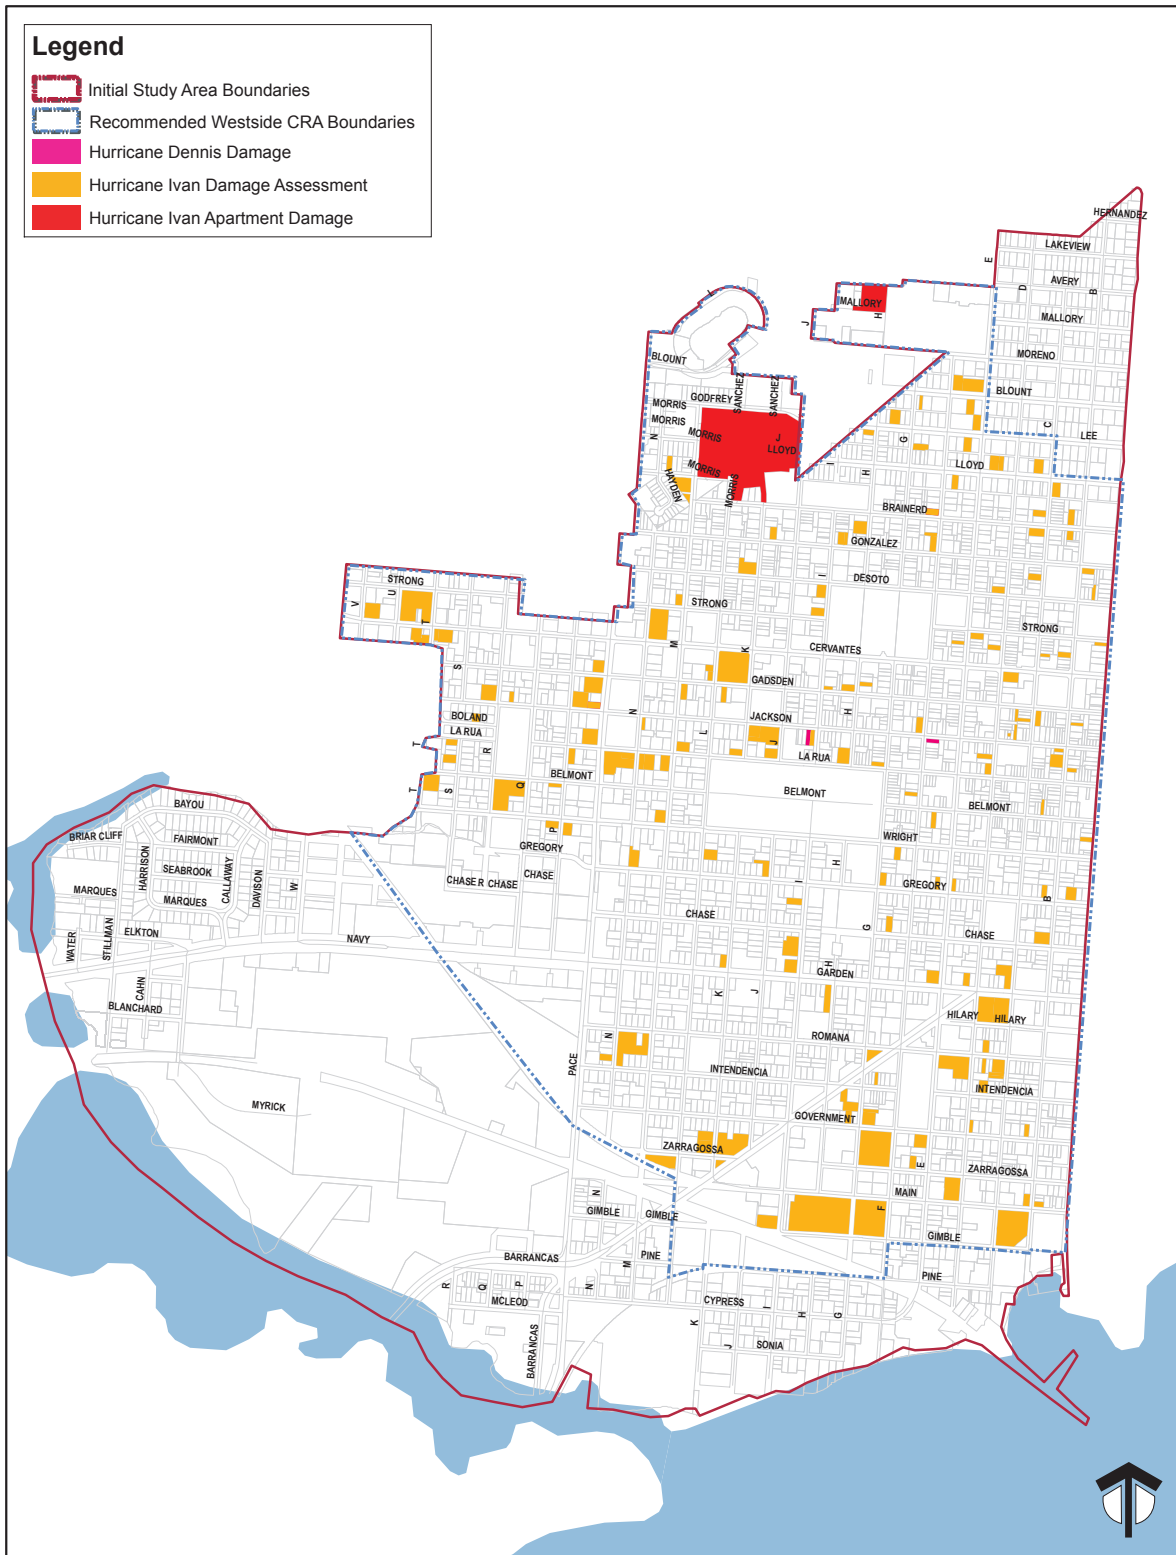 Legend
Initial Study Area Boundaries
Recommended Westside CRA Boundaries
Hurricane Dennis Damage
Hurricane Ivan Damage Assessment
Hurricane Ivan Apartment Damage
HERNANDEZ
LAKEVIEW
E
AVERY
D
B
MALLORY
H
MALLORY
L
J
MORENO
BLOUNT
BLOUNT
SANCHEZ
SANCHEZ
GODFREY
MORRIS
MORRIS
C
LEE
N
MORRIS
J
LLOYD
G
LLOYD
I
H
MORRIS
HAYDEN
MORRIS
BRAINERD
GONZALEZ
STRONG
I
DESOTO
U
V
STRONG
T
STRONG
M
K
CERVANTES
S
GADSDEN
N
H
BOLAND
JACKSON
LA RUA
L
J
T
R
LA RUA
BELMONT
T
S
Q
BELMONT
BELMONT
BAYOU
P
WRIGHT
BRIAR CLIFF
FAIRMONT
GREGORY
HARRISON
SEABROOK
CALLAWAY
DAVISON
W
H
CHASE
CHASE R CHASE
I
GREGORY
MARQUES
MARQUES
B
CHASE
STILLMAN
ELKTON
G
CHASE
WATER
NAVY
H
GARDEN
CAHN
K
J
BLANCHARD
HILARY
HILARY
N
ROMANA
PACE
INTENDENCIA
INTENDENCIA
MYRICK
GOVERNMENT
ZARRAGOSSA
E
ZARRAGOSSA
N
MAIN
F
GIMBLE
GIMBLE
GIMBLE
BARRANCAS
PINE
M
PINE
R
Q
P
N
MCLEOD
CYPRESS
I
H
G
K
J
SONIA
BARRANCAS